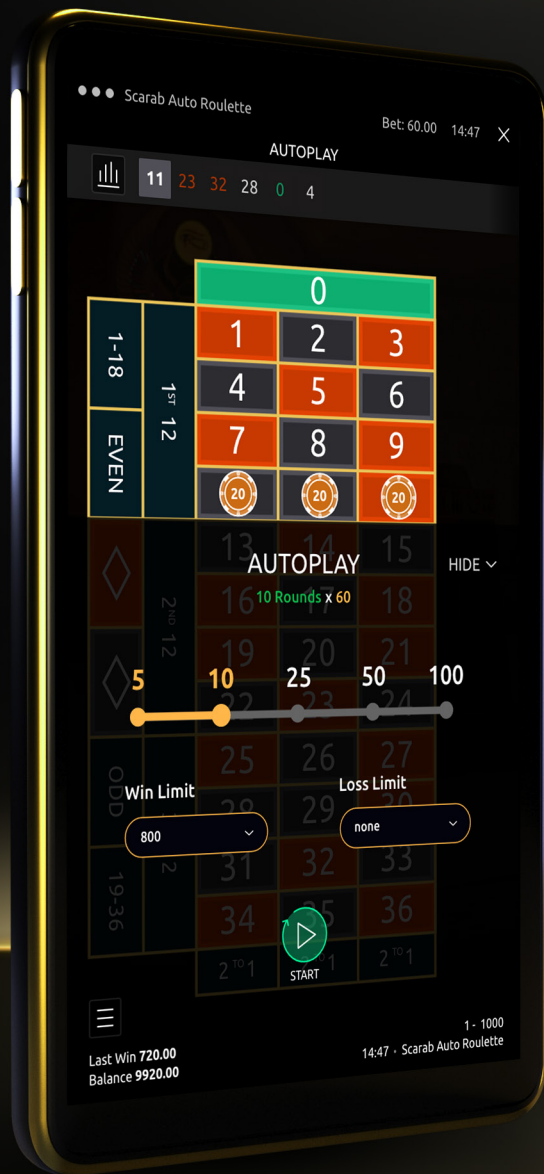 Scarab Auto Roulette
Bet: 60.00 14:47 X
AUTOPLAY
11 23 32 28 0 4
0
1-18
1ST 12
1 2 3
4 5 6
EVEN
7 8 9
20 20 20
13 14 15
AUTOPLAY
HIDE
10 Rounds x 60
16 17 18
2ND 12
19 20 21
5 10 25 50 100
22 23 24
ODD
25 26 27
Win Limit
Loss Limit
28 29 30
800
none
31 32 33
19-36
34 35 36
START
2 TO 1 2 TO 1 2 TO 1
1 - 1000
Last Win 720.00
14:47 Scarab Auto Roulette
Balance 9920.00